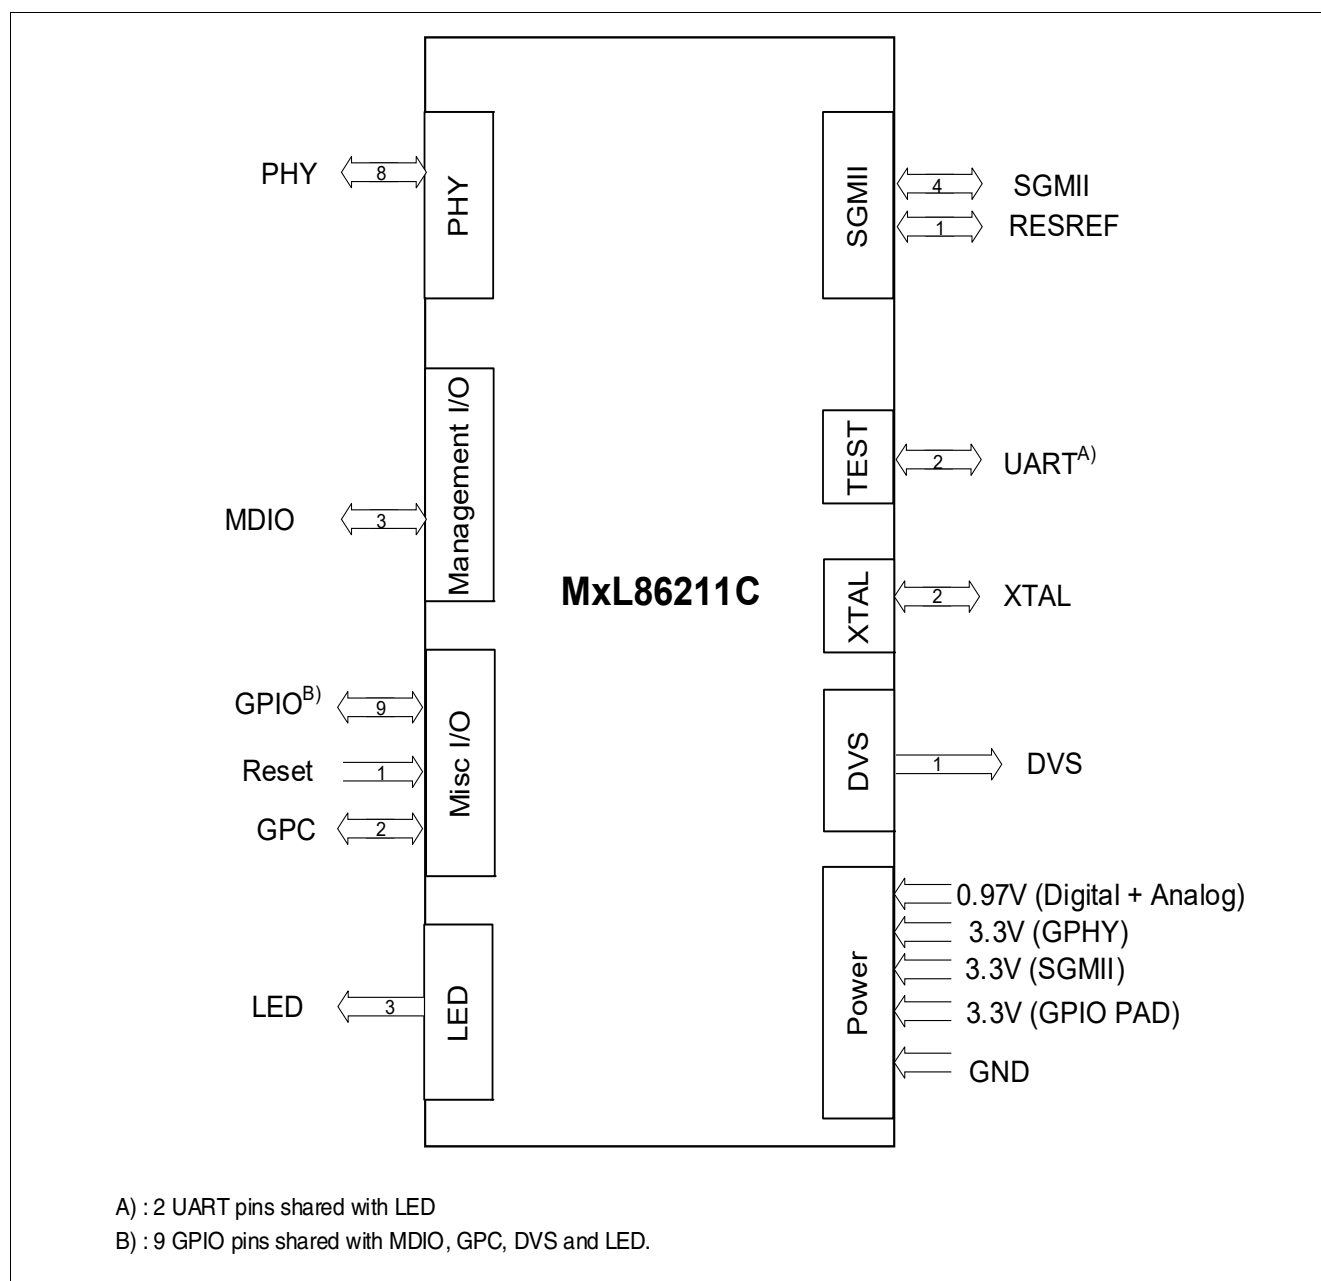 PHY
8
PHY
SGMII
4
SGMII
1
RESREF
MDIO
3
Management I/O
TEST
2
UART^A)
MxL86211C
XTAL
2
XTAL
GPIO^B)
9
Reset
1
GPC
2
Misc I/O
DVS
1
DVS
LED
3
LED
Power
0.97V (Digital + Analog)
3.3V (GPHY)
3.3V (SGMII)
3.3V (GPIO PAD)
GND
A) : 2 UART pins shared with LED
B) : 9 GPIO pins shared with MDIO, GPC, DVS and LED.